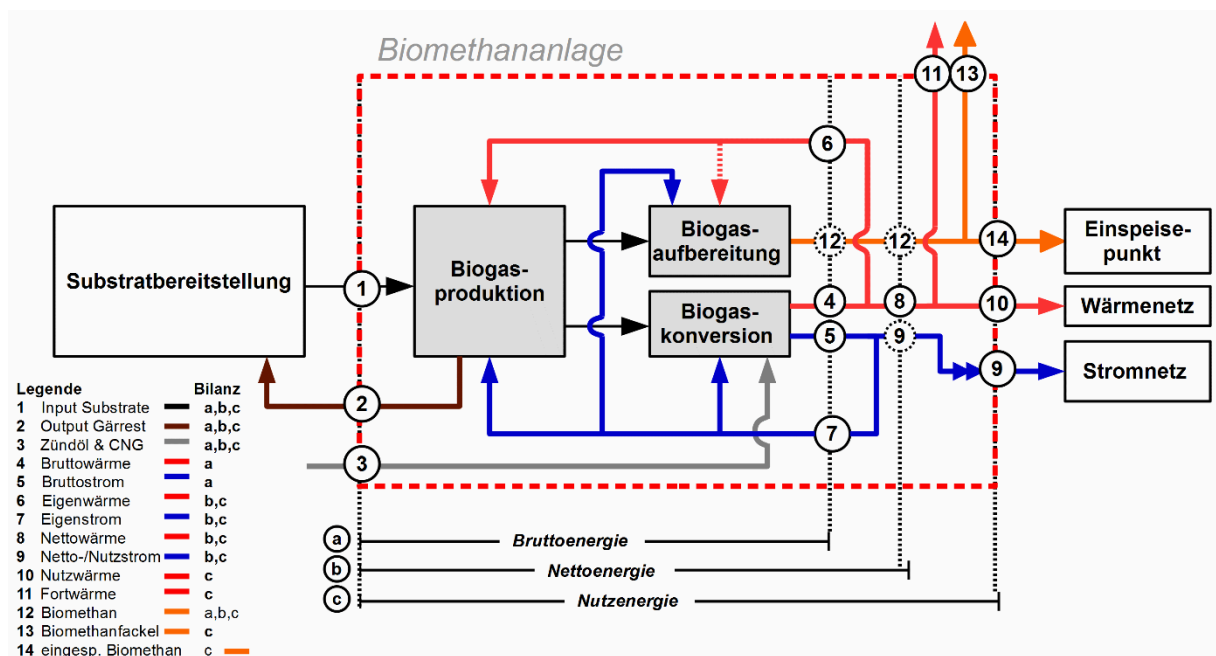 Biomethananlage
11
13
6
Substratbereitstellung
1
Biogas-
produktion
Biogas-
aufbereitung
12
12
14
Einspeise-
punkt
Biogas-
konversion
4
8
10
Wärmenetz
5
9
9
Stromnetz
2
7
3
Legende Bilanz
1 Input Substrate a,b,c
2 Output Gärrest a,b,c
3 Zündöl & CNG a,b,c
4 Bruttowärme a
5 Bruttostrom a
6 Eigenwärme b,c
7 Eigenstrom b,c
8 Nettowärme b,c
9 Netto-/Nutzstrom b,c
10 Nutzwärme c
11 Fortwärme c
12 Biomethan a,b,c
13 Biomethanfackel c
14 eingesp. Biomethan c
a Bruttoenergie
b Nettoenergie
c Nutzenergie